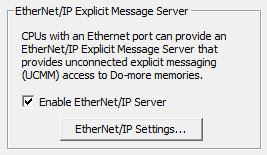 EtherNet/IP Explicit Message Server
CPUs with an Ethernet port can provide an
EtherNet/IP Explicit Message Server that
provides unconnected explicit messaging
(UCMM) access to Do-more memories.
Enable EtherNet/IP Server
EtherNet/IP Settings...